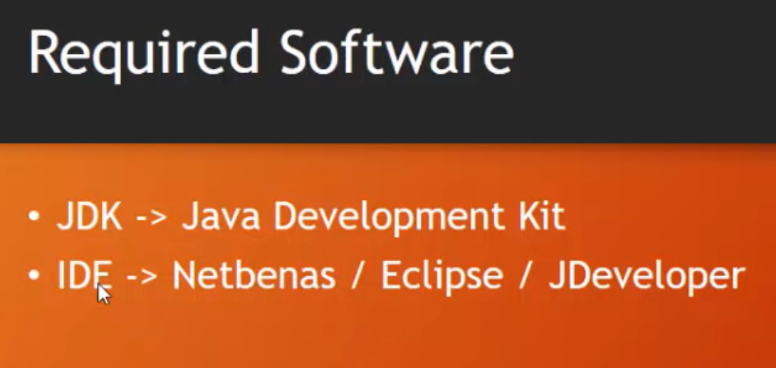 Required Software
• JDK -> Java Development Kit
• IDE -> Netbenas / Eclipse / JDeveloper